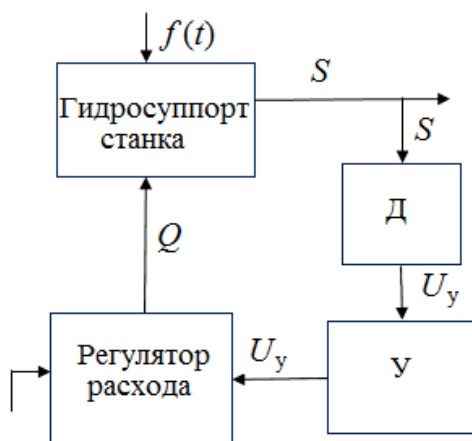 f(t)
S
Гидросуппорт
станка
S
Д
Q
Uу
Регулятор
расхода
Uу
У